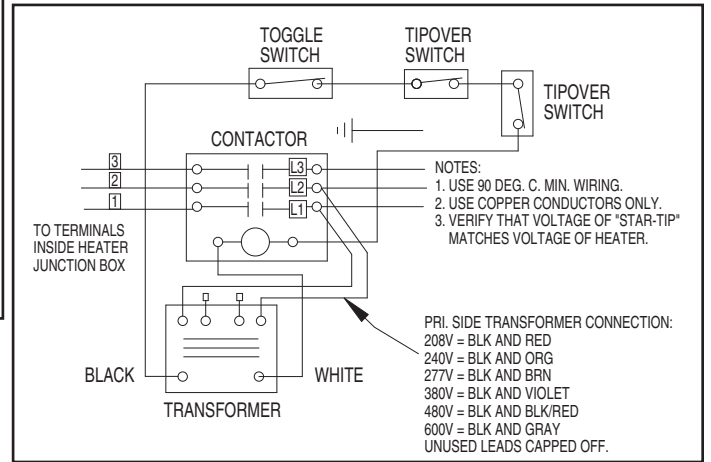 TOGGLE
SWITCH
TIPOVER
SWITCH
TIPOVER
SWITCH
CONTACTOR
3
2
1
L3
L2
L1
TO TERMINALS
INSIDE HEATER
JUNCTION BOX
NOTES:
1. USE 90 DEG. C. MIN. WIRING.
2. USE COPPER CONDUCTORS ONLY.
3. VERIFY THAT VOLTAGE OF "STAR-TIP"
MATCHES VOLTAGE OF HEATER.
BLACK
WHITE
TRANSFORMER
PRI. SIDE TRANSFORMER CONNECTION:
208V = BLK AND RED
240V = BLK AND ORG
277V = BLK AND BRN
380V = BLK AND VIOLET
480V = BLK AND BLK/RED
600V = BLK AND GRAY
UNUSED LEADS CAPPED OFF.